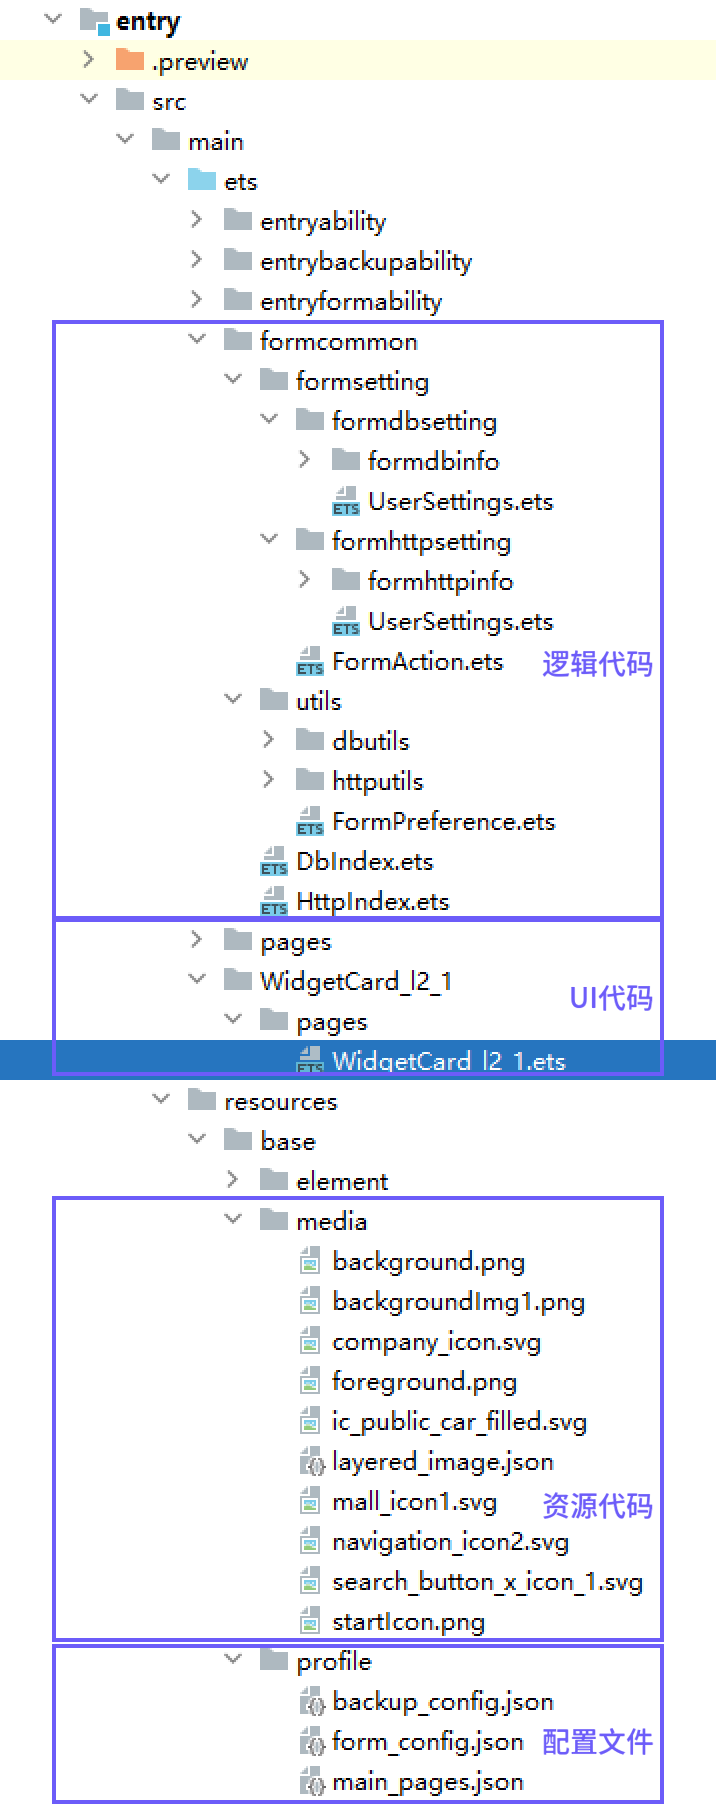 entry
.preview
src
main
ets
entryability
entrybackupability
entryformability
formcommon
formsetting
formdbsetting
formdbinfo
ETS UserSettings.ets
formhttpsetting
formhttpinfo
ETS UserSettings.ets
ETS FormAction.ets 逻辑代码
utils
dbutils
httputils
ETS FormPreference.ets
ETS DbIndex.ets
ETS HttpIndex.ets
pages
WidgetCard_l2_1
UI代码
pages
ETS WidgetCard_l2_1.ets
resources
base
element
media
background.png
backgroundImg1.png
company_icon.svg
foreground.png
ic_public_car_filled.svg
layered_image.json
mall_icon1.svg 资源代码
navigation_icon2.svg
search_button_x_icon_1.svg
startIcon.png
profile
backup_config.json
form_config.json 配置文件
main_pages.json